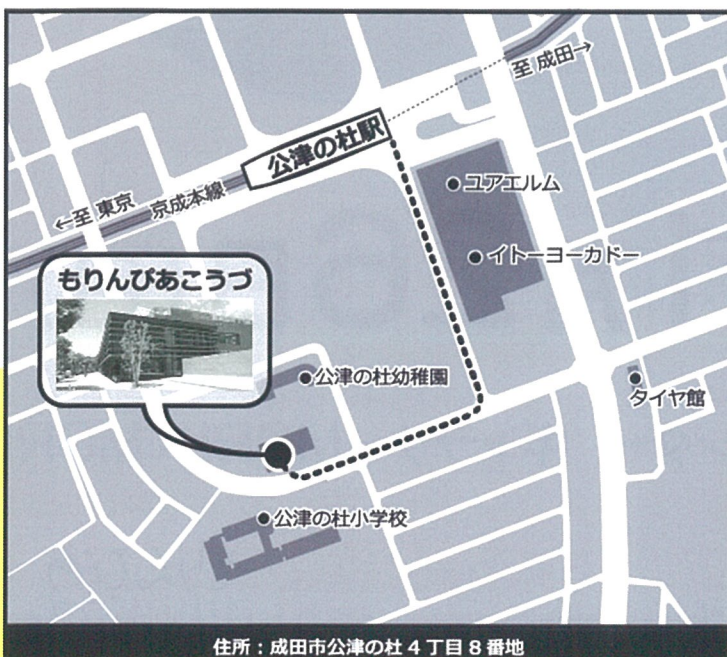 至 成田→
公津の杜駅
ユアエルム
←至 東京 京成本線
イトーヨーカドー
もりんぴあこうづ
公津の杜幼稚園
タイヤ館
公津の杜小学校
住所：成田市公津の杜4丁目8番地